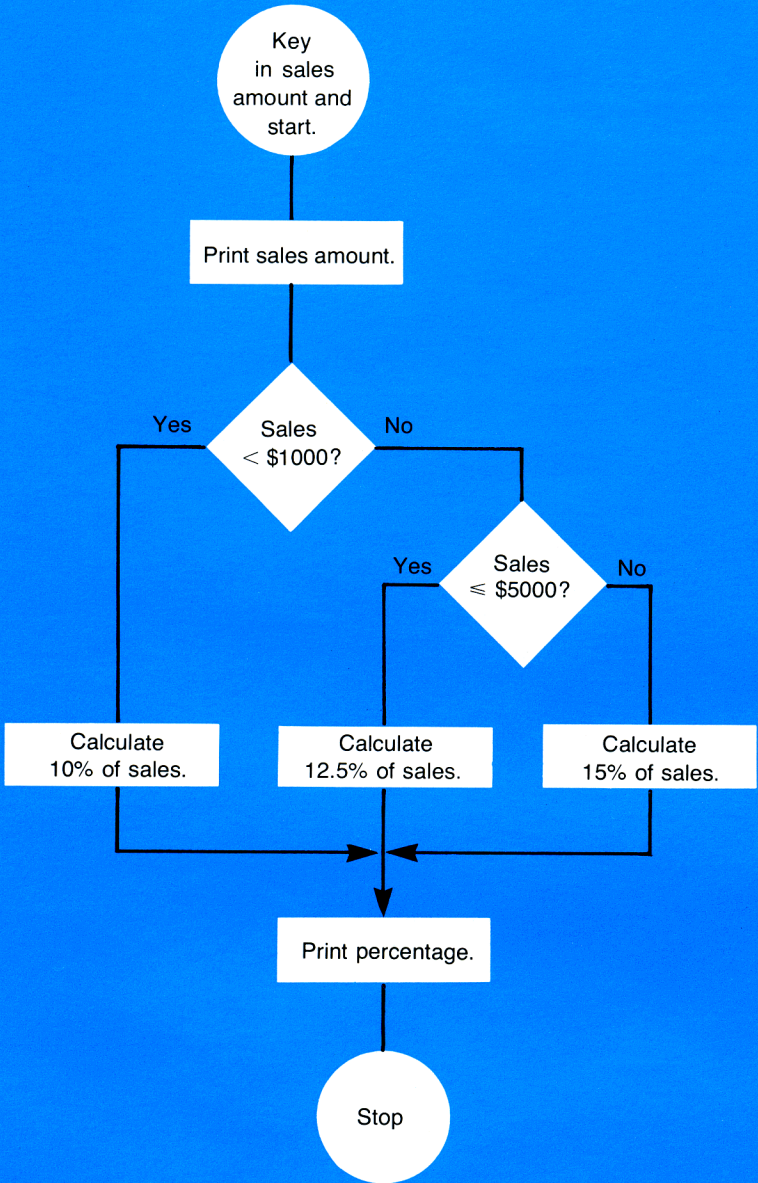 Key
in sales
amount and
start.
Print sales amount.
Yes
Sales
< $1000?
No
Yes
Sales
≤ $5000?
No
Calculate
10% of sales.
Calculate
12.5% of sales.
Calculate
15% of sales.
Print percentage.
Stop